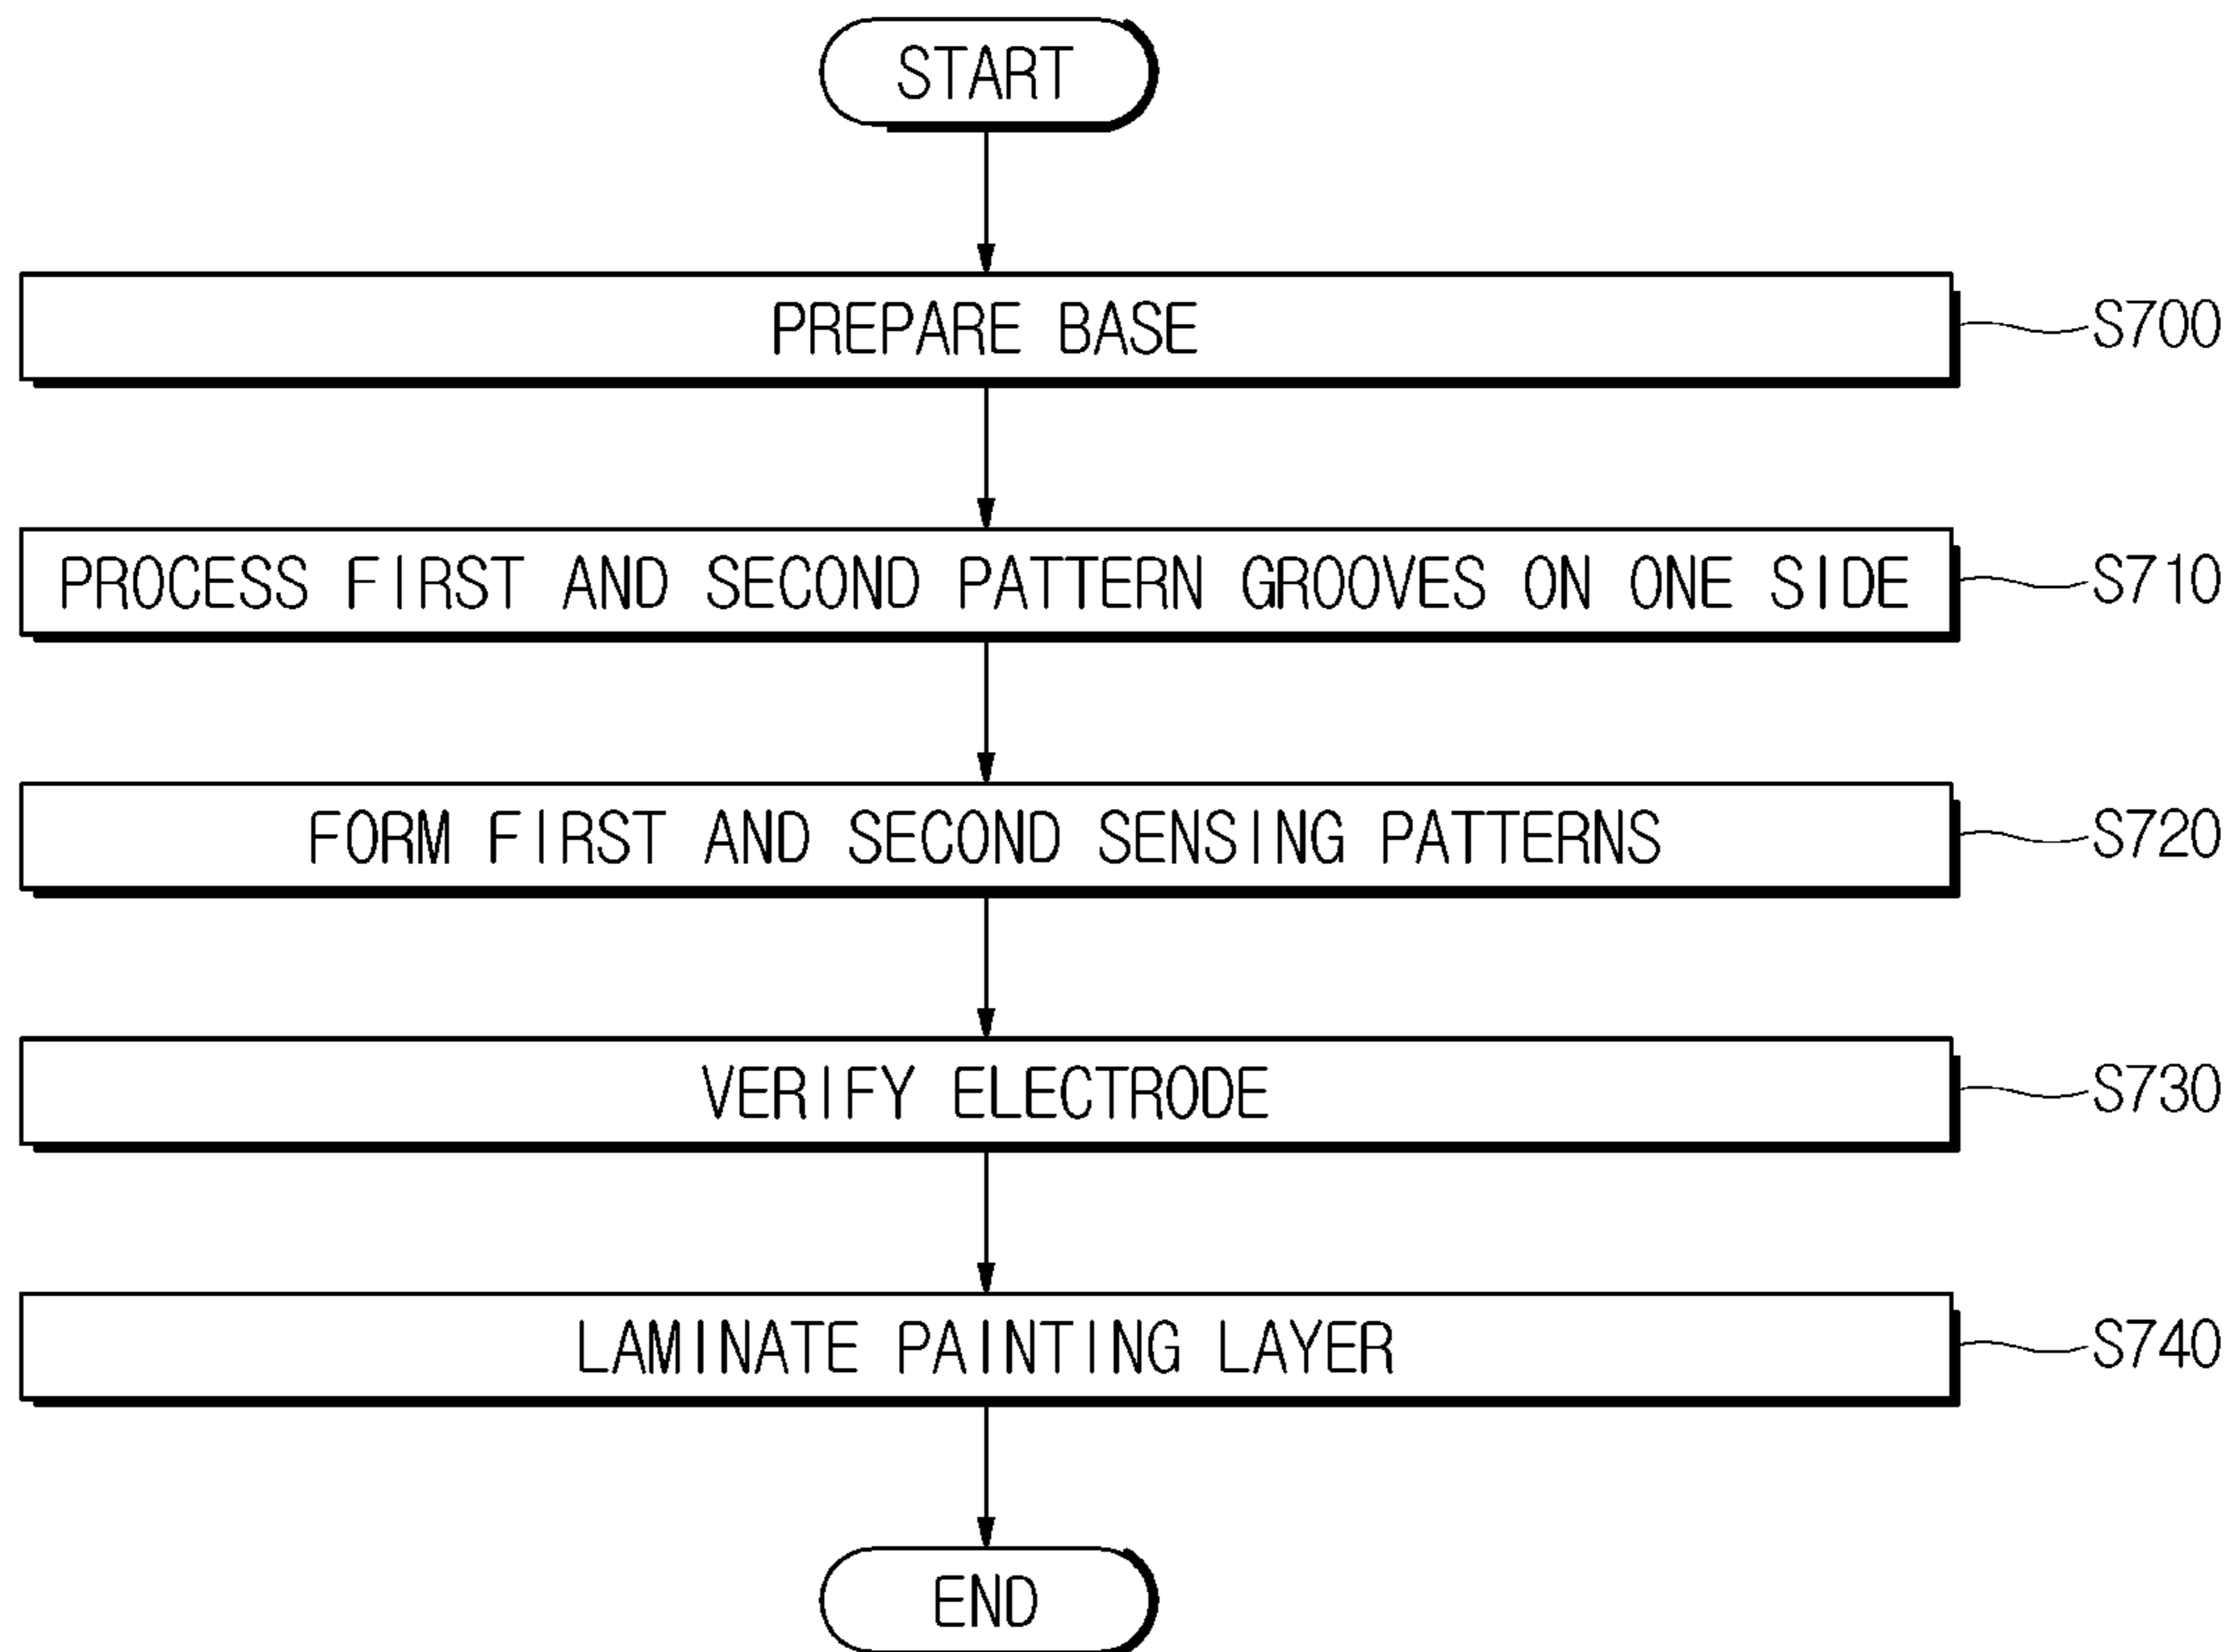 START
PREPARE BASE
S700
PROCESS FIRST AND SECOND PATTERN GROOVES ON ONE SIDE
S710
FORM FIRST AND SECOND SENSING PATTERNS
S720
VERIFY ELECTRODE
S730
LAMINATE PAINTING LAYER
S740
END